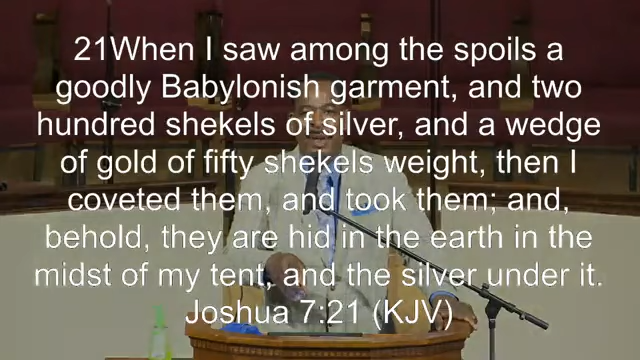 21When I saw among the spoils a
goodly Babylonish garment, and two
hundred shekels of silver, and a wedge
of gold of fifty shekels weight, then I
coveted them, and took them; and,
behold, they are hid in the earth in the
midst of my tent, and the silver under it.
Joshua 7:21 (KJV)